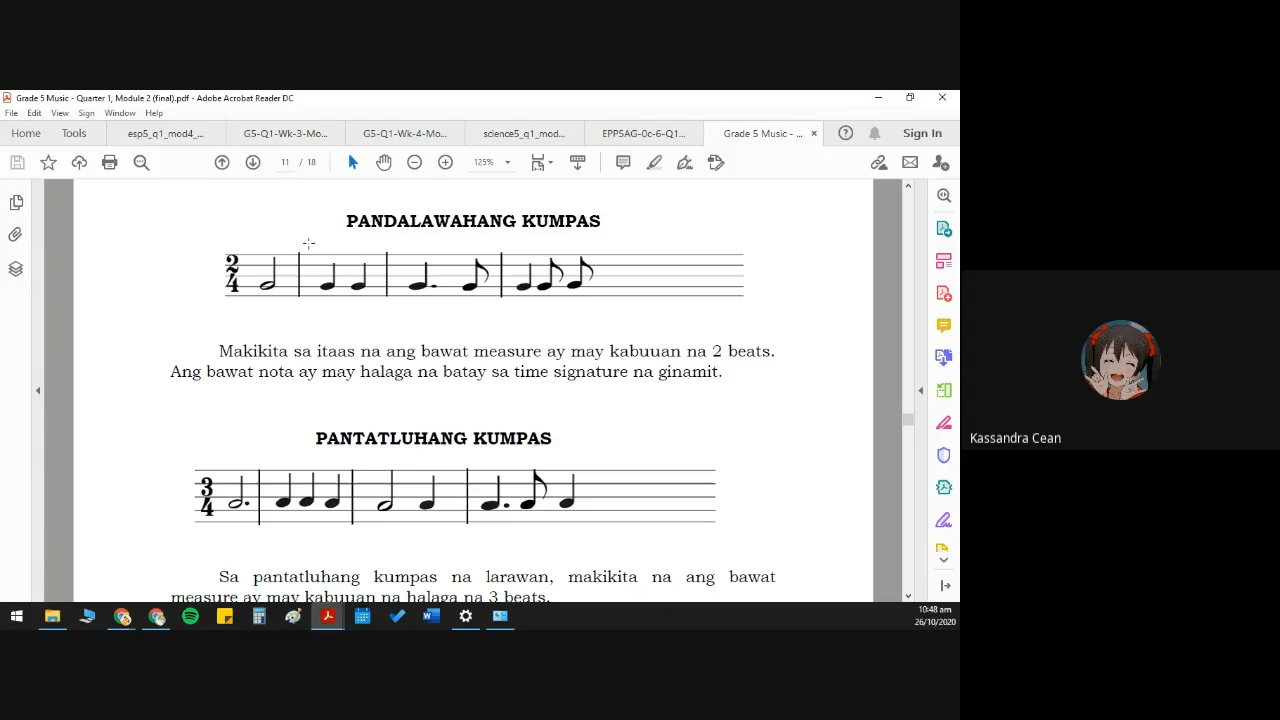 Grade 5 Music - Quarter 1, Module 2 (final).pdf - Adobe Acrobat Reader DC
File Edit View Sign Window Help
Home Tools esp5_q1_mod4_... G5-Q1-Wk-3-Mo... G5-Q1-Wk-4-Mo... science5_q1_mod... EPP5AG-0c-6-Q1... Grade 5 Music - ... Sign In
11 / 18 125%
PANDALAWAHANG KUMPAS
2
4
Makikita sa itaas na ang bawat measure ay may kabuuan na 2 beats.
Ang bawat nota ay may halaga na batay sa time signature na ginamit.
PANTATLUHANG KUMPAS
3
4
Sa pantatluhang kumpas na larawan, makikita na ang bawat
measure ay may kabuuan na halaga na 3 beats.
Kassandra Cean
10:48 am
26/10/2020